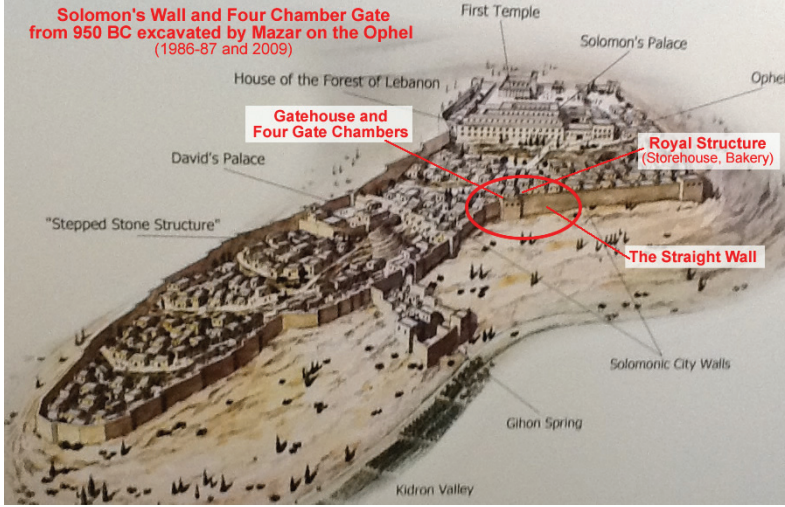 Solomon's Wall and Four Chamber Gate
from 950 BC excavated by Mazar on the Ophel
(1986-87 and 2009)
First Temple
Solomon's Palace
House of the Forest of Lebanon
Ophel
Gatehouse and
Four Gate Chambers
Royal Structure
(Storehouse, Bakery)
David's Palace
"Stepped Stone Structure"
The Straight Wall
Solomonic City Walls
Gihon Spring
Kidron Valley